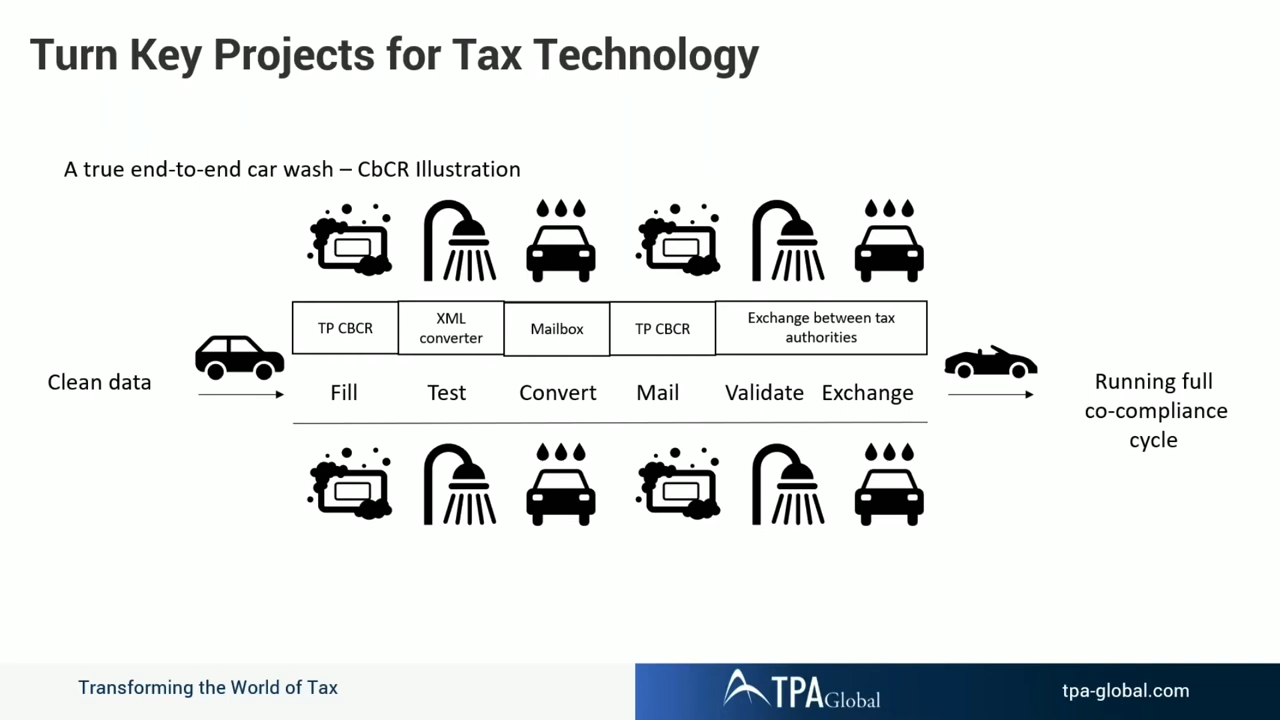 Turn Key Projects for Tax Technology
A true end-to-end car wash – CbCR Illustration
TP CBCR
XML
converter
Mailbox
TP CBCR
Exchange between tax
authorities
Clean data
Fill
Test
Convert
Mail
Validate
Exchange
Running full
co-compliance
cycle
Transforming the World of Tax
TPA Global
tpa-global.com